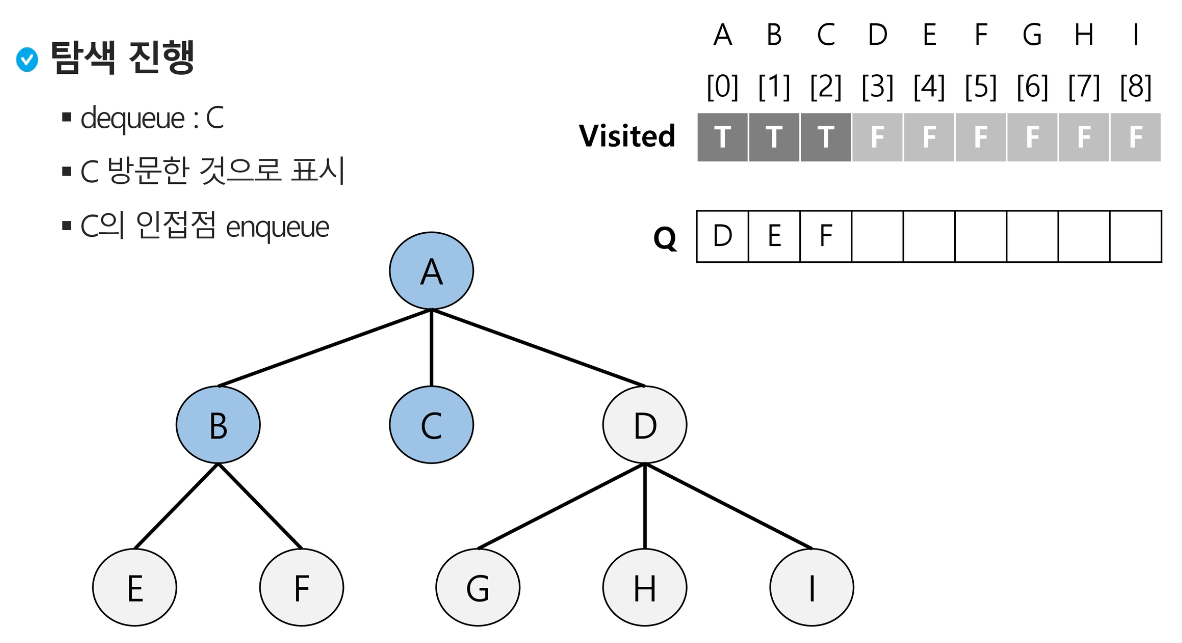 탐색 진행
▪ dequeue : C
▪ C 방문한 것으로 표시
▪ C의 인접점 enqueue
A B C D E F G H I
[0] [1] [2] [3] [4] [5] [6] [7] [8]
Visited T T T F F F F F F
Q D E F
A
B C D
E F G H I